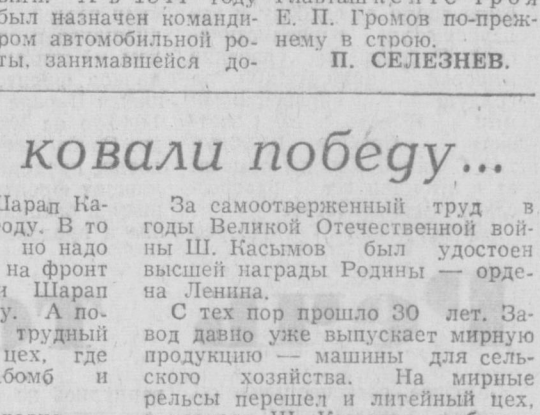 был назначен команди-
ром автомобильной ро-
ты, занимавшейся до-
Е. П. Громов по-преж-
нему в строю.
П. СЕЛЕЗНЕВ.
ковали победу...
Шарап Ка-
оду. В то
но надо
на фронт
и Шарап
у. А по-
трудный
цех, где
бомб и
За самоотверженный труд в
годы Великой Отечественной вой-
ны Ш. Касымов был удостоен
высшей награды Родины — орде-
на Ленина.
С тех пор прошло 30 лет. За-
вод давно уже выпускает мирную
продукцию — машины для сель-
ского хозяйства. На мирные
рельсы перешел и литейный цех,